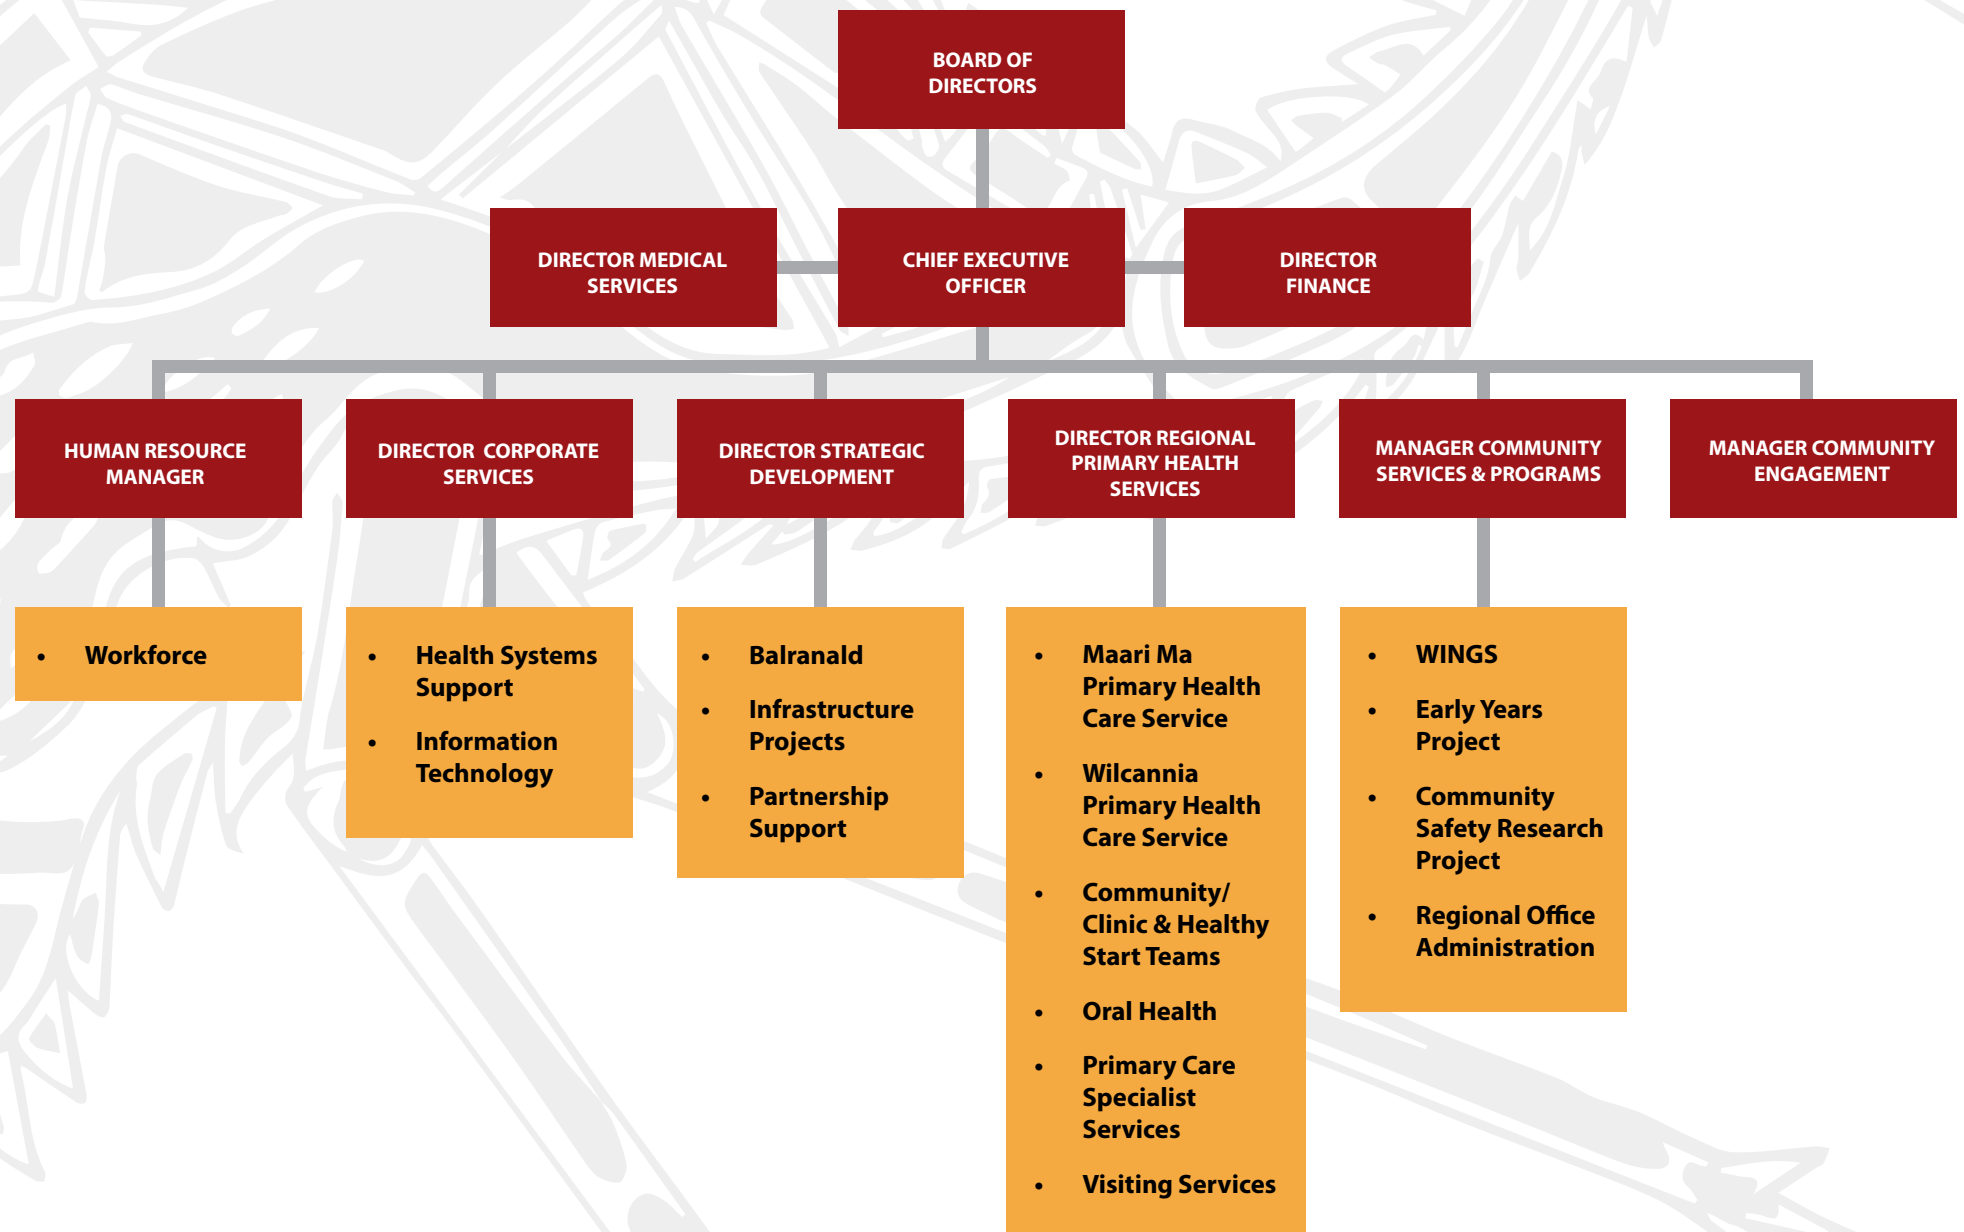 BOARD OF
DIRECTORS
DIRECTOR MEDICAL
SERVICES
CHIEF EXECUTIVE
OFFICER
DIRECTOR
FINANCE
HUMAN RESOURCE
MANAGER
DIRECTOR CORPORATE
SERVICES
DIRECTOR STRATEGIC
DEVELOPMENT
DIRECTOR REGIONAL
PRIMARY HEALTH
SERVICES
MANAGER COMMUNITY
SERVICES & PROGRAMS
MANAGER COMMUNITY
ENGAGEMENT
• Workforce
• Health Systems
Support
• Information
Technology
• Balranald
• Infrastructure
Projects
• Partnership
Support
• Maari Ma
Primary Health
Care Service
• Wilcannia
Primary Health
Care Service
• Community/
Clinic & Healthy
Start Teams
• Oral Health
• Primary Care
Specialist
Services
• Visiting Services
• WINGS
• Early Years
Project
• Community
Safety Research
Project
• Regional Office
Administration